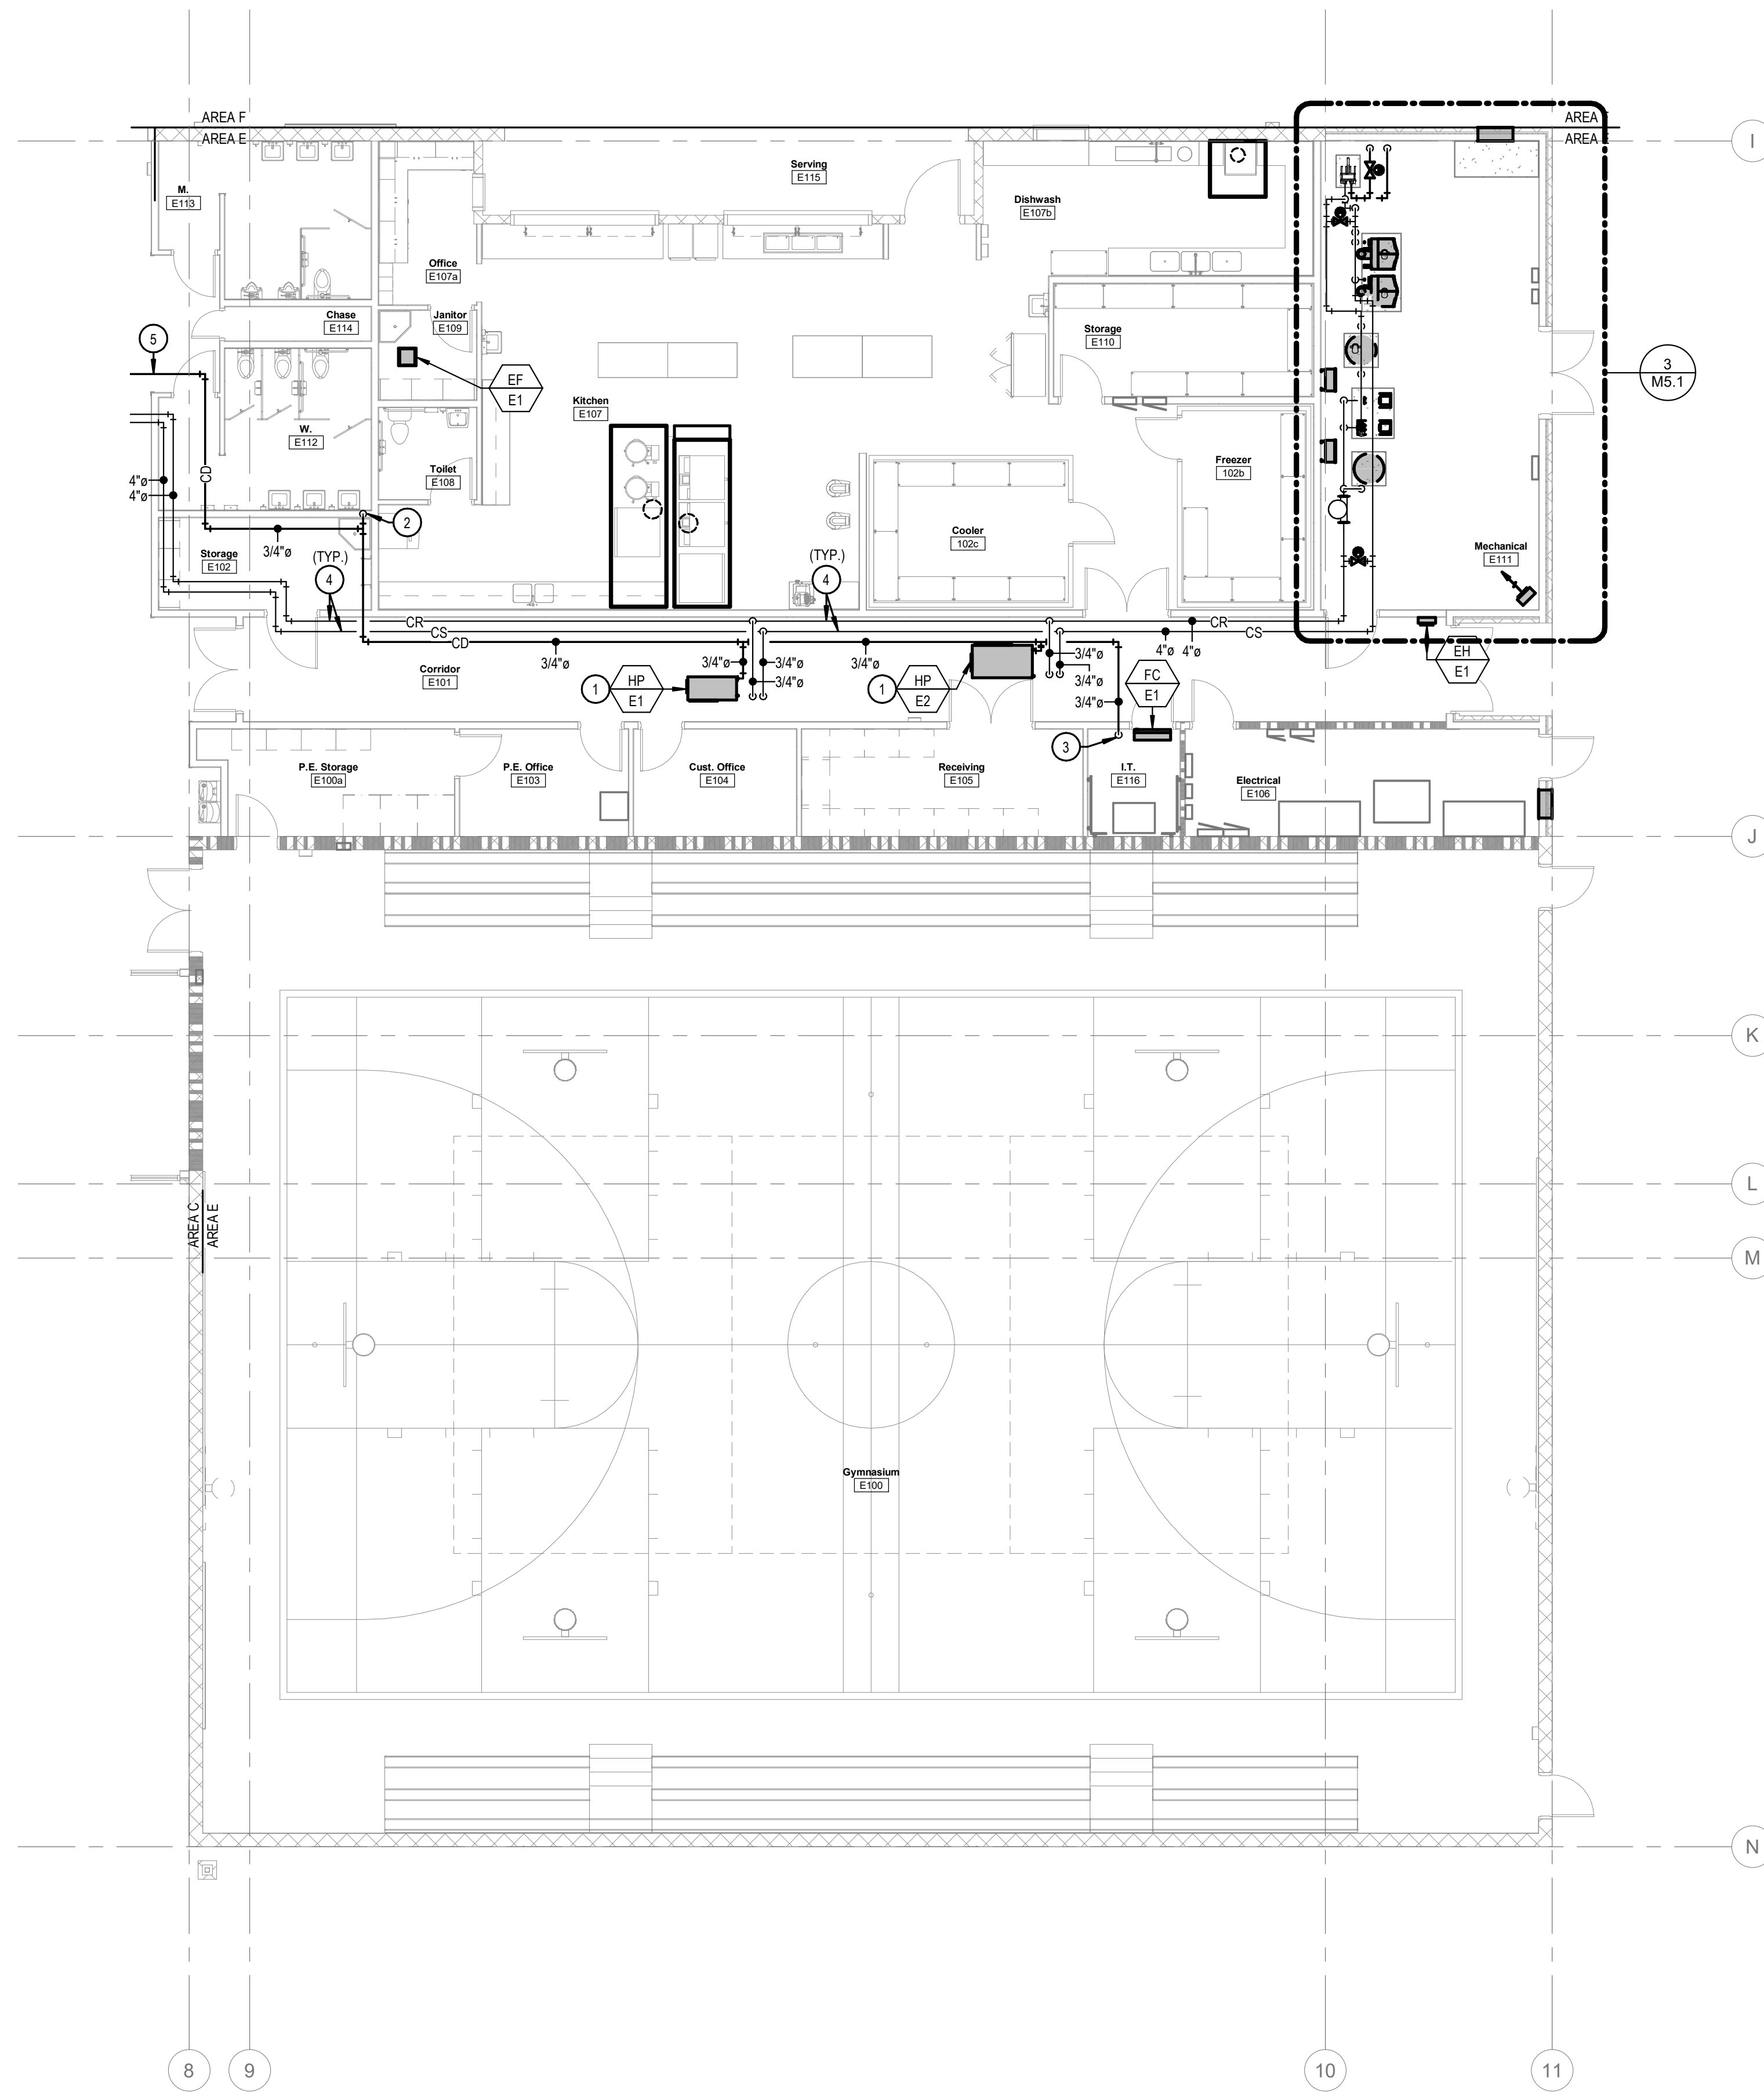 AREA F
AREA E
AREA
AREA
I
M.
E113
Serving
E115
Dishwash
E107b
Office
E107a
Chase
E114
Janitor
E109
Storage
E110
5
EF
E1
3
M5.1
Kitchen
E107
W.
E112
Toilet
E108
CD
4"ø
4"ø
Freezer
102b
2
Cooler
102c
3/4"ø
Storage
E102
(TYP.)
4
(TYP.)
4
Mechanical
E111
CR
CS
CD
CR
CS
3/4"ø
3/4"ø
3/4"ø
3/4"ø
3/4"ø
3/4"ø
3/4"ø
3/4"ø
4"ø
4"ø
Corridor
E101
1
HP
E1
1
HP
E2
FC
E1
EH
E1
3
P.E. Storage
E100a
P.E. Office
E103
Cust. Office
E104
Receiving
E105
I.T.
E116
Electrical
E106
J
K
L
AREA C
AREA E
M
Gymnasium
E100
N
8
9
10
11